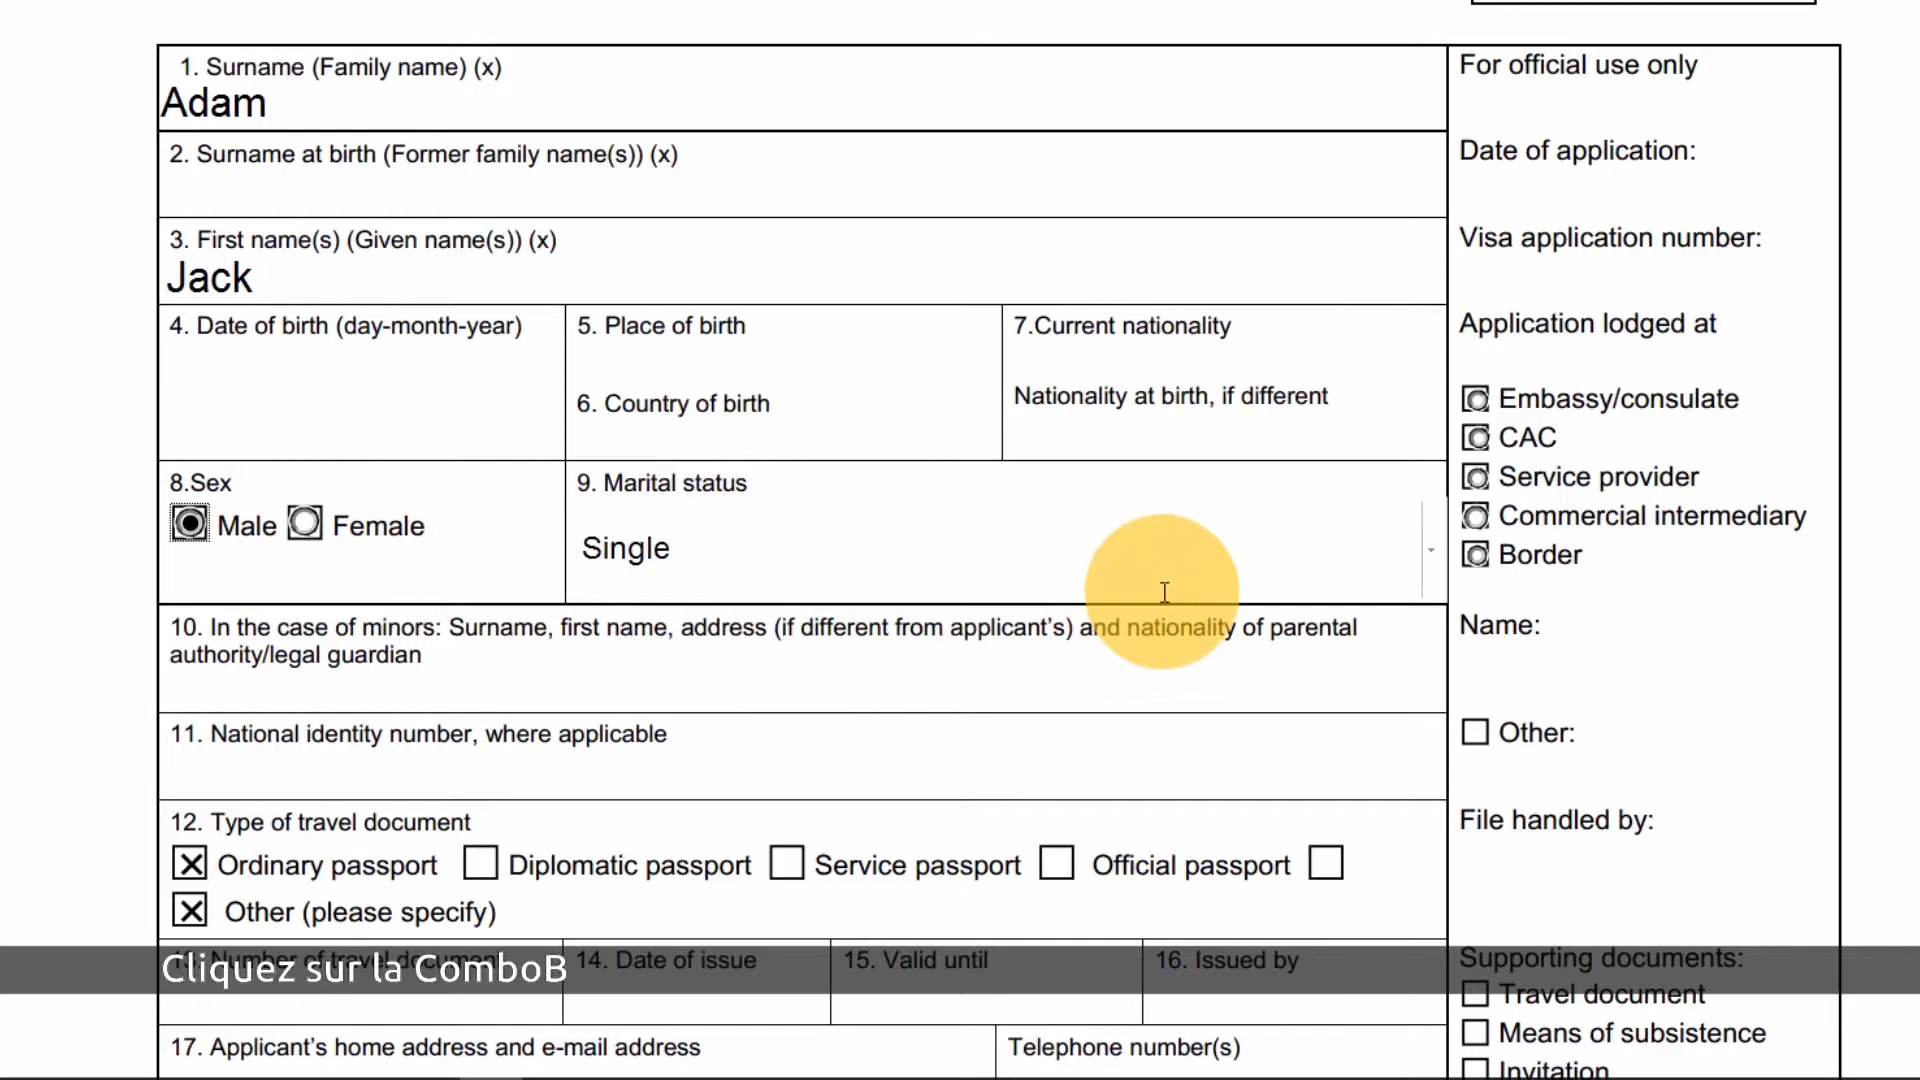 1. Surname (Family name) (x)
Adam
2. Surname at birth (Former family name(s)) (x)
3. First name(s) (Given name(s)) (x)
Jack
4. Date of birth (day-month-year)
5. Place of birth
6. Country of birth
7.Current nationality
Nationality at birth, if different
8.Sex
Male Female
9. Marital status
Single
10. In the case of minors: Surname, first name, address (if different from applicant's) and nationality of parental
authority/legal guardian
11. National identity number, where applicable
12. Type of travel document
Ordinary passport Diplomatic passport Service passport Official passport
Other (please specify)
13. Number of travel document
14. Date of issue
15. Valid until
16. Issued by
Cliquez sur la ComboB
17. Applicant's home address and e-mail address
Telephone number(s)
For official use only
Date of application:
Visa application number:
Application lodged at
Embassy/consulate
CAC
Service provider
Commercial intermediary
Border
Name:
Other:
File handled by:
Supporting documents:
Travel document
Means of subsistence
Invitation